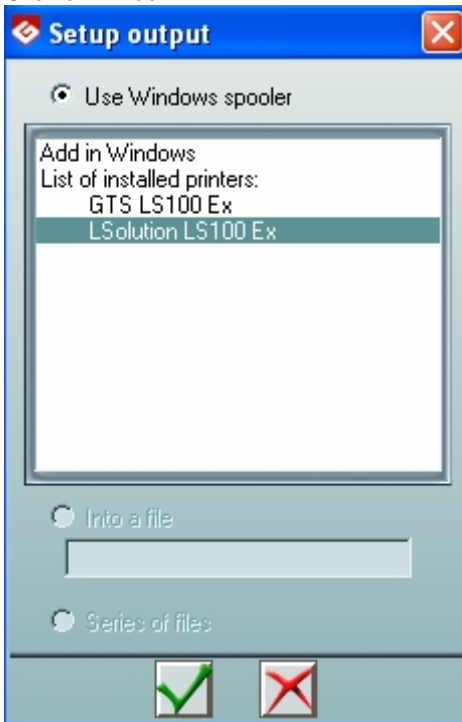 Setup output
Use Windows spooler
Add in Windows
List of installed printers:
GTS LS100 Ex
LSolution LS100 Ex
Into a file
Series of files